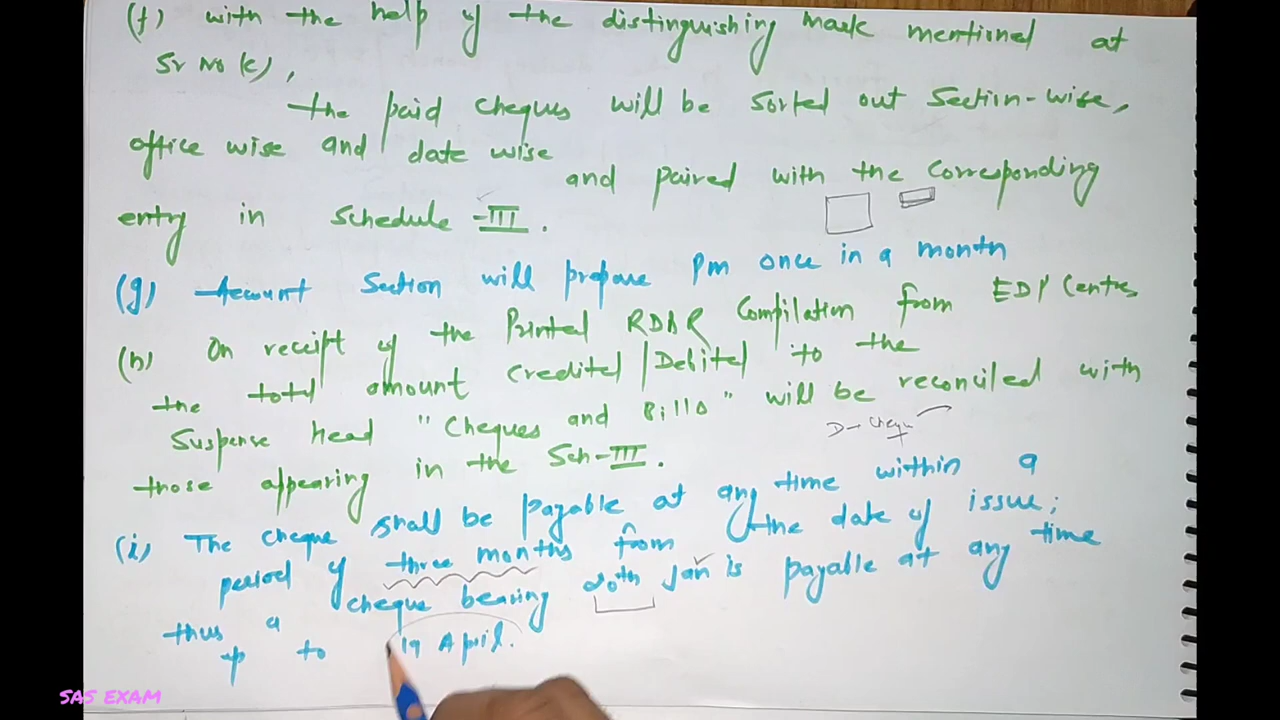 (f) with the help of the distinguishing mark mentioned at
Sr No (e),
the paid cheques will be sorted out Section-wise,
office wise and date wise
and paired with the corresponding
entry in Schedule-III.
(g) Account Section will prepare PM once in a month
(h) On receipt of the Printed RDAR Compilation from EDP Centres
the total amount credited/Debited to the
Suspense Head "Cheques and Bills" will be reconciled with
those appearing in the Sch-III.
D- Cheque
(i) The cheque shall be payable at any time within a
period of three months from the date of issue;
thus a cheque bearing 20th Jan is payable at any time
up to 19 April.
SAS EXAM